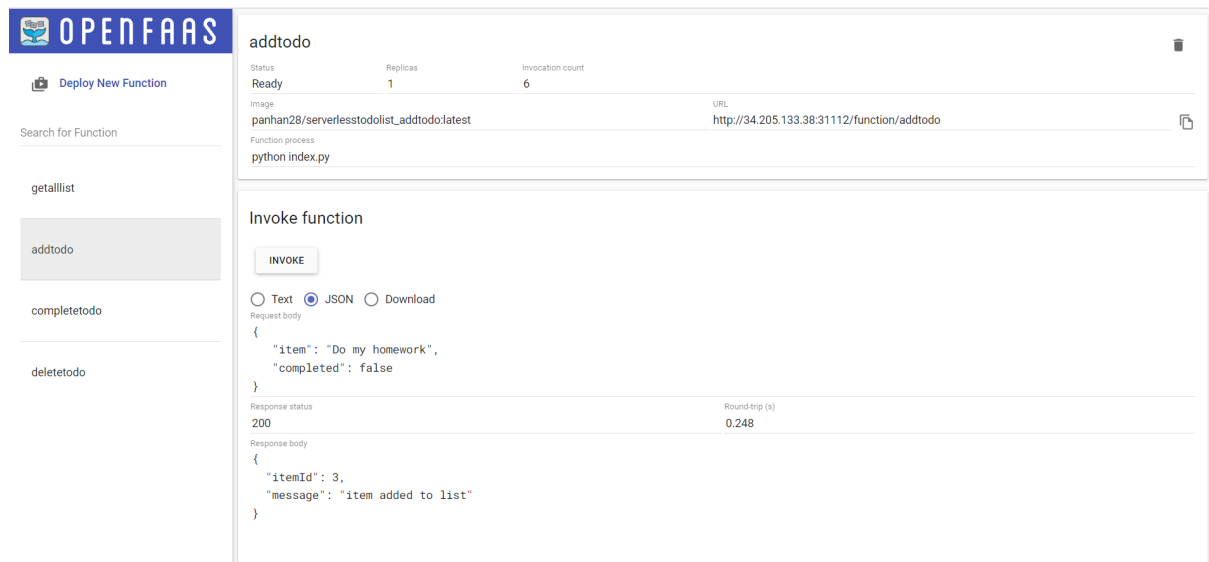 OPENFAAS
Deploy New Function
Search for Function
getalllist
addtodo
completetodo
deletetodo
addtodo
Status Replicas Invocation count
Ready 1 6
Image URL
panhan28/serverlesstodolist_addtodo:latest http://34.205.133.38:31112/function/addtodo
Function process
python index.py
Invoke function
INVOKE
Text JSON Download
Request body
{
   "item": "Do my homework",
   "completed": false
}
Response status Round-trip (s)
200 0.248
Response body
{
  "itemId": 3,
  "message": "item added to list"
}